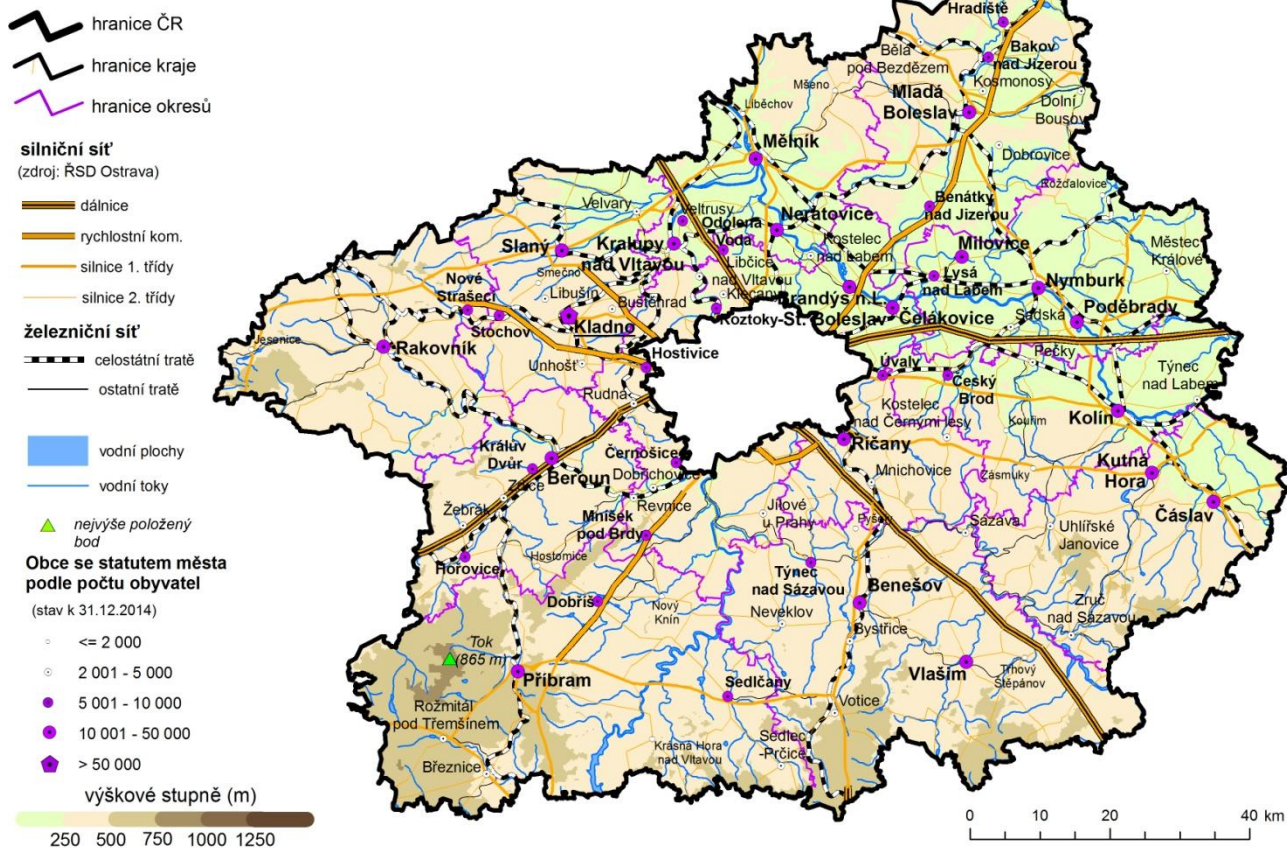 hranice ČR
hranice kraje
hranice okresů
silniční síť
(zdroj: ŘSD Ostrava)
dálnice
rychlostní kom.
silnice 1. třídy
silnice 2. třídy
železniční síť
celostátní tratě
ostatní tratě
vodní plochy
vodní toky
nejvýše položený
bod
Obce se statutem města
podle počtu obyvatel
(stav k 31.12.2014)
<= 2 000
2 001 - 5 000
5 001 - 10 000
10 001 - 50 000
> 50 000
výškové stupně (m)
250 500 750 1000 1250
Hradiště
Bělá
pod Bezdězem
Bakov
nad Jizerou
Kosmonosy
Mšeno
Liběchov
Mladá
Boleslav
Dolní
Bousov
Mělník
Dobrovice
Rožďalovice
Velvary
Veltrusy
Odolena
Voda
Neratovice
Benátky
nad Jizerou
Slaný
Kralupy
nad Vltavou
Libčice
nad Vltavou
Kostelec
nad Labem
Milovice
Městec
Králové
Smečno
Libušín
Buštěhrad
Klecany
Lysá
nad Labem
Nymburk
Nové
Strašecí
Stochov
Kladno
Roztoky
Brandýs n.L.
-St. Boleslav
Čelákovice
Sadská
Poděbrady
Jesenice
Rakovník
Unhošť
Hostivice
Pečky
Rudná
Úvaly
Český
Brod
Týnec
nad Labem
Kostelec
nad Černými lesy
Kouřim
Kolín
Králův
Dvůr
Beroun
Černošice
Dobřichovice
Říčany
Mnichovice
Zásmuky
Kutná
Hora
Zdice
Žebrák
Řevnice
Mníšek
pod Brdy
Jílové
u Prahy
Pyšely
Sázava
Uhlířské
Janovice
Čáslav
Hořovice
Hostomice
Týnec
nad Sázavou
Benešov
Dobříš
Nový
Knín
Neveklov
Bystřice
Zruč
nad Sázavou
Tok
(865 m)
Příbram
Sedlčany
Vlašim
Trhový
Štěpánov
Rožmitál
pod Třemšínem
Votice
Krásná Hora
nad Vltavou
Sedlec
-Prčice
Březnice
0 10 20 40 km